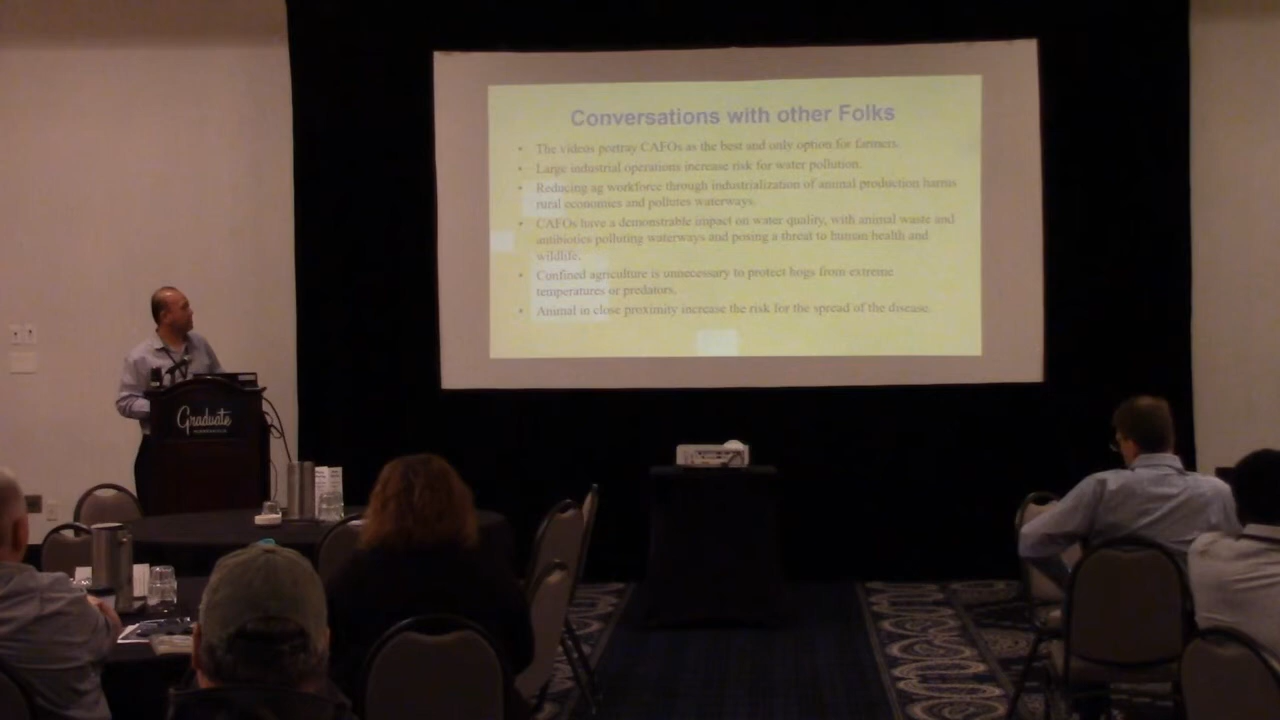 Conversations with other Folks
• The videos portray CAFOs as the best and only option for farmers.
• Large industrial operations increase risk for water pollution.
• Reducing ag workforce through industrialization of animal production harms
rural economies and pollutes waterways.
• CAFOs have a demonstrable impact on water quality, with animal waste and
antibiotics polluring waterways and posing a threat to human health and
wildlife.
• Confined agriculture is unnecessary to protect hogs from extreme
temperatures or predators.
• Animal in close proximity increase the risk for the spread of the disease.
Graduate